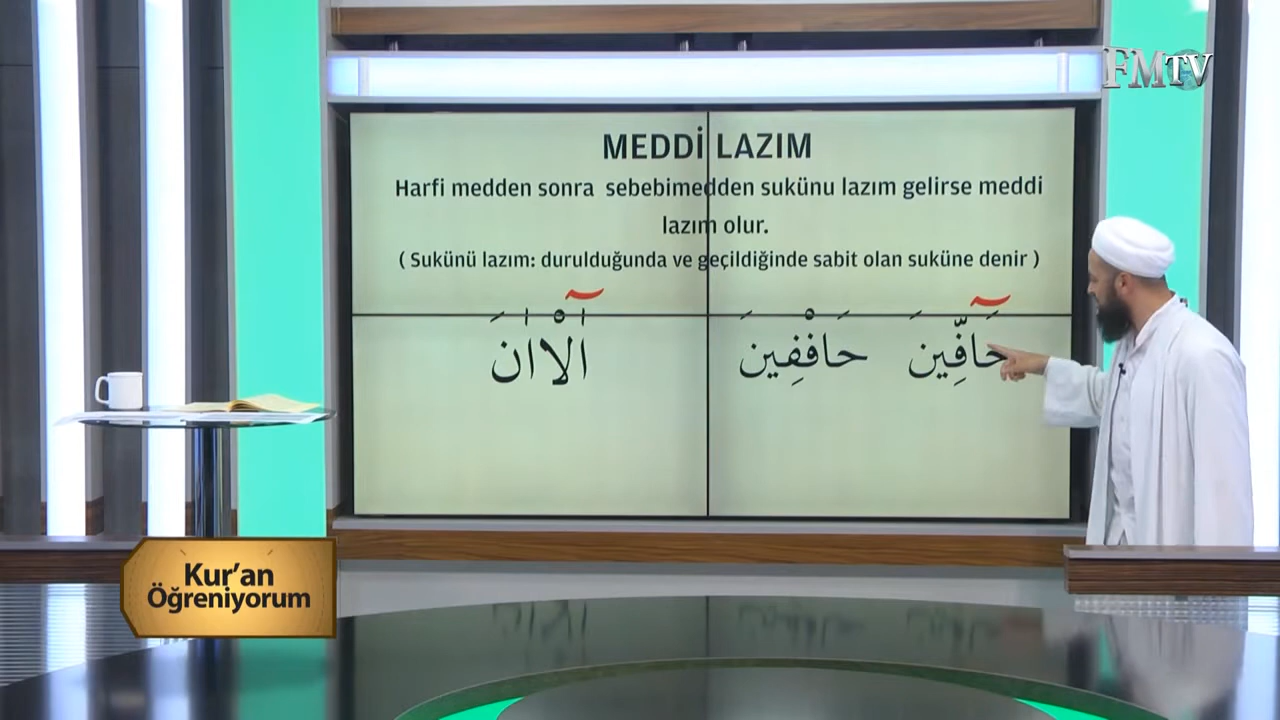 FMTV
MEDDİ LAZIM
Harfi medden sonra sebebimedden sukünu lazım gelirse meddi
lazım olur.
( Sukünü lazım: durulduğunda ve geçildiğinde sabit olan suküne denir )
حَآفِّينَ حَافْفِينَ آلْاٰنَ
Kur'an
Öğreniyorum